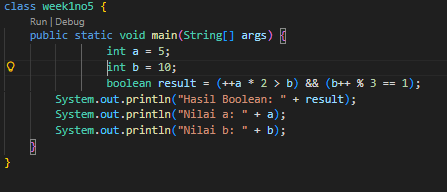 class week1no5 {
Run | Debug
public static void main(String[] args) {
int a = 5;
int b = 10;
boolean result = (++a * 2 > b) && (b++ % 3 == 1);
System.out.println("Hasil Boolean: " + result);
System.out.println("Nilai a: " + a);
System.out.println("Nilai b: " + b);
}
}